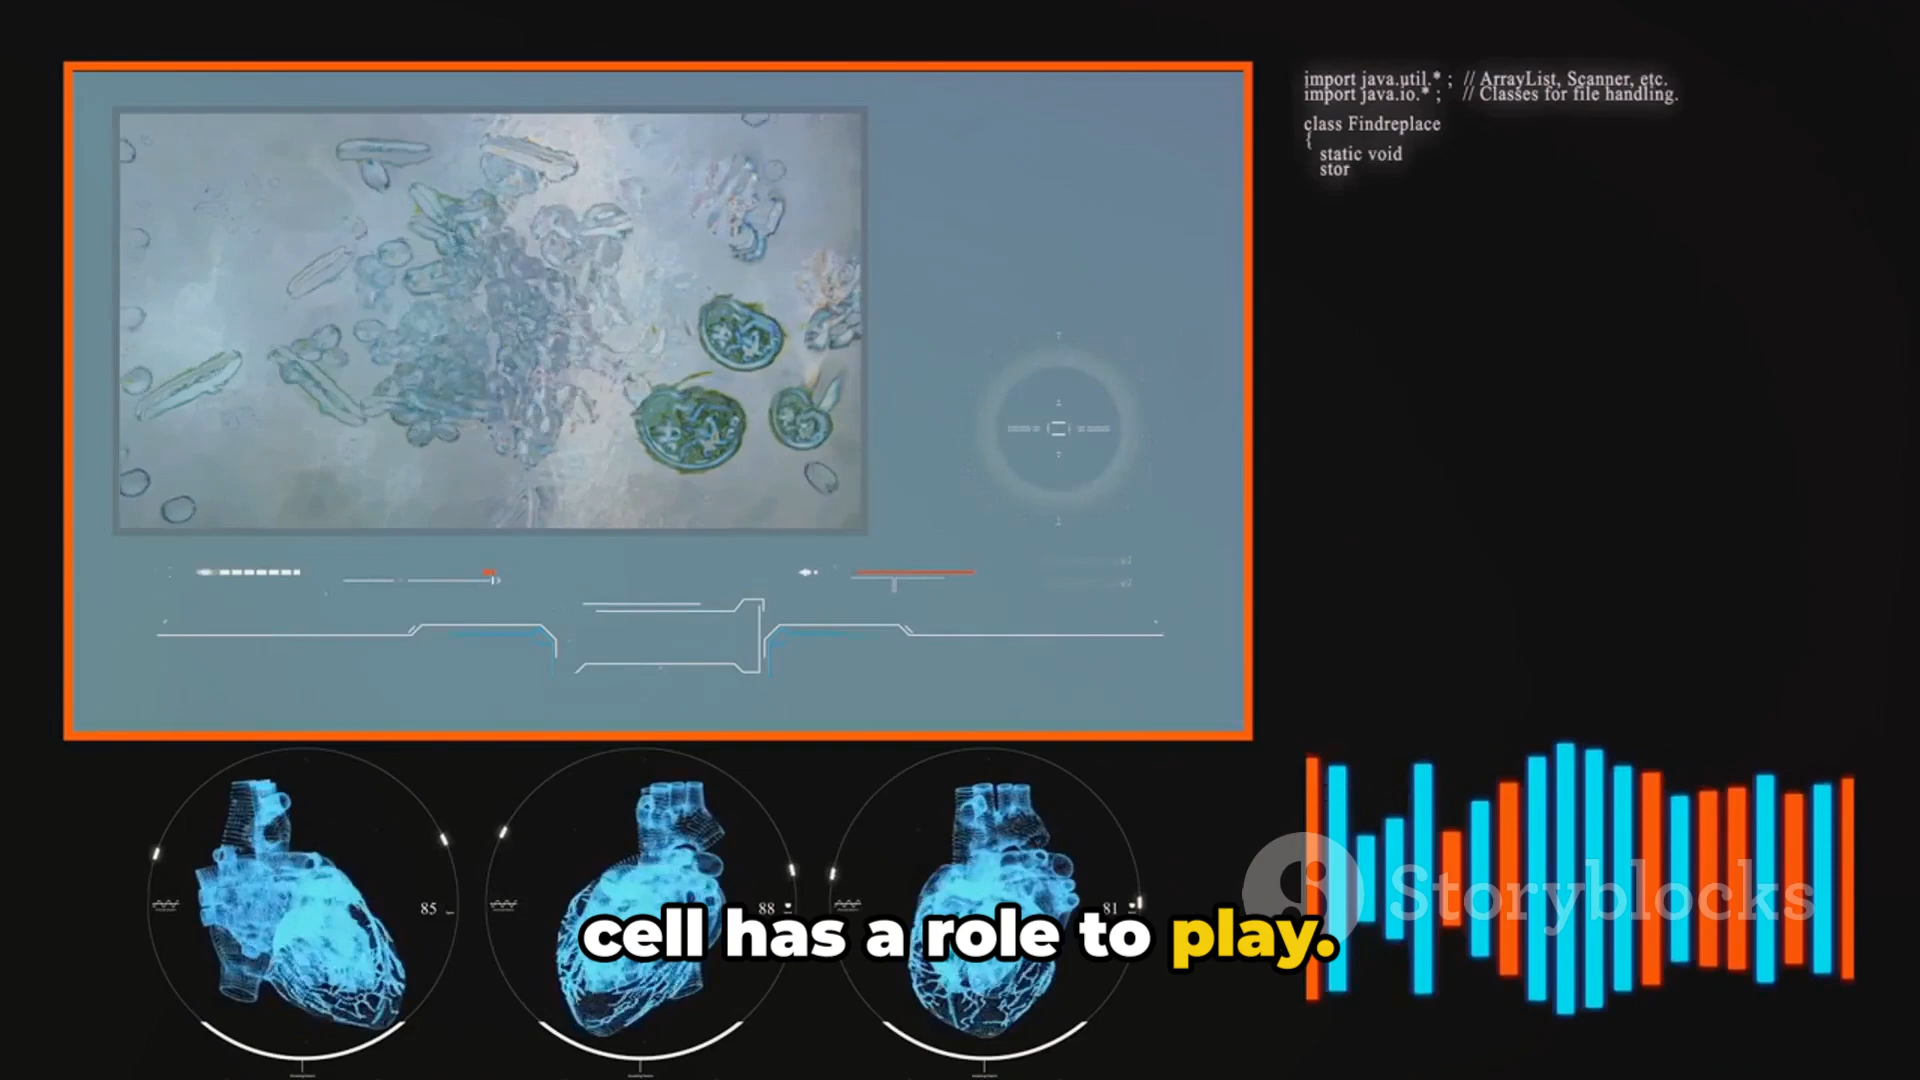 import java.util.* ;  // ArrayList, Scanner, etc.
import java.io.* ;  // Classes for file handling.
class Findreplace
{
static void
stor
85
88
81
Storyblocks
cell has a role to play.